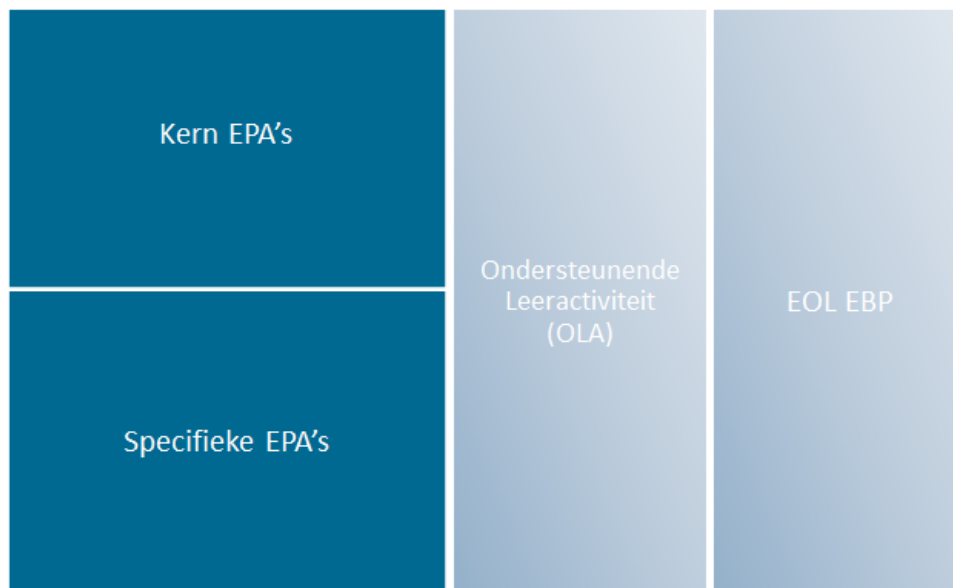 Kern EPA’s
Specifieke EPA’s
Ondersteunende
Leeractiviteit
(OLA)
EOL EBP